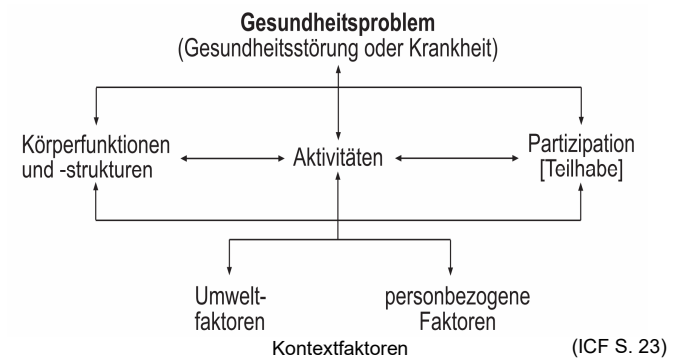 Gesundheitsproblem
(Gesundheitsstörung oder Krankheit)
Körperfunktionen
und -strukturen
Aktivitäten
Partizipation
[Teilhabe]
Umwelt-
faktoren
personbezogene
Faktoren
Kontextfaktoren
(ICF S. 23)